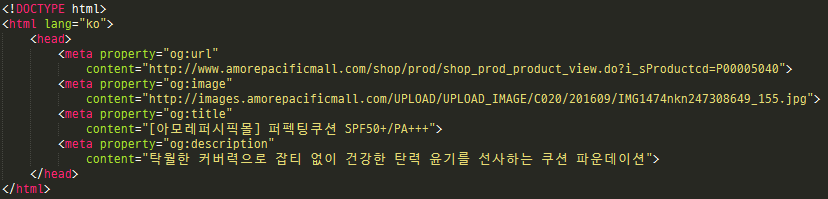 <!DOCTYPE html>
<html lang="ko">
<head>
<meta property="og:url"
content="http://www.amorepacificmall.com/shop/prod/shop_prod_product_view.do?i_sProductcd=P00005040">
<meta property="og:image"
content="http://images.amorepacificmall.com/UPLOAD/UPLOAD_IMAGE/C020/201609/IMG1474nkn247308649_155.jpg">
<meta property="og:title"
content="[아모레퍼시픽몰] 퍼펙팅쿠션 SPF50+/PA+++">
<meta property="og:description"
content="탁월한 커버력으로 잡티 없이 건강한 탄력 윤기를 선사하는 쿠션 파운데이션">
</head>
</html>